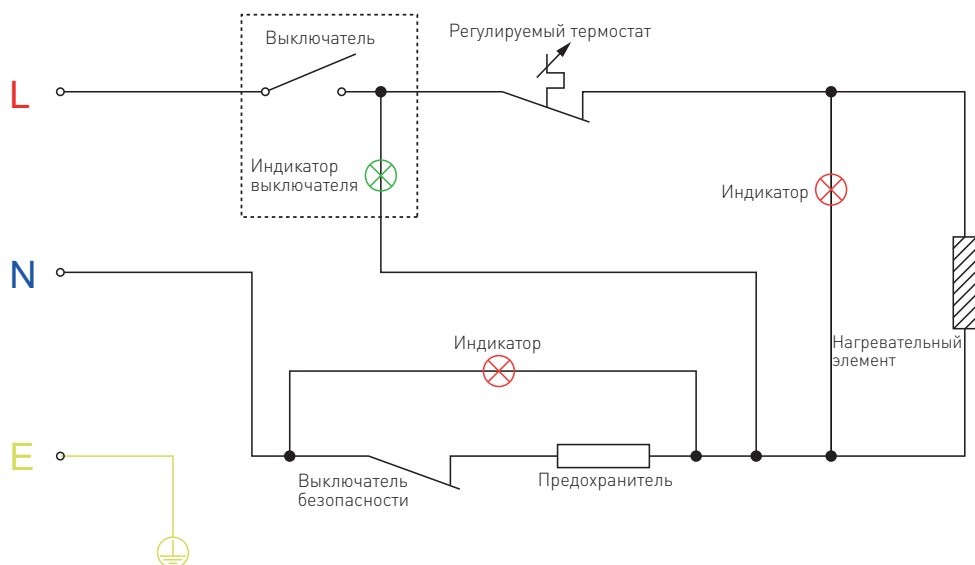 Выключатель
Регулируемый термостат
L
Индикатор
выключателя
Индикатор
N
Индикатор
Нагревательный
элемент
E
Выключатель
безопасности
Предохранитель